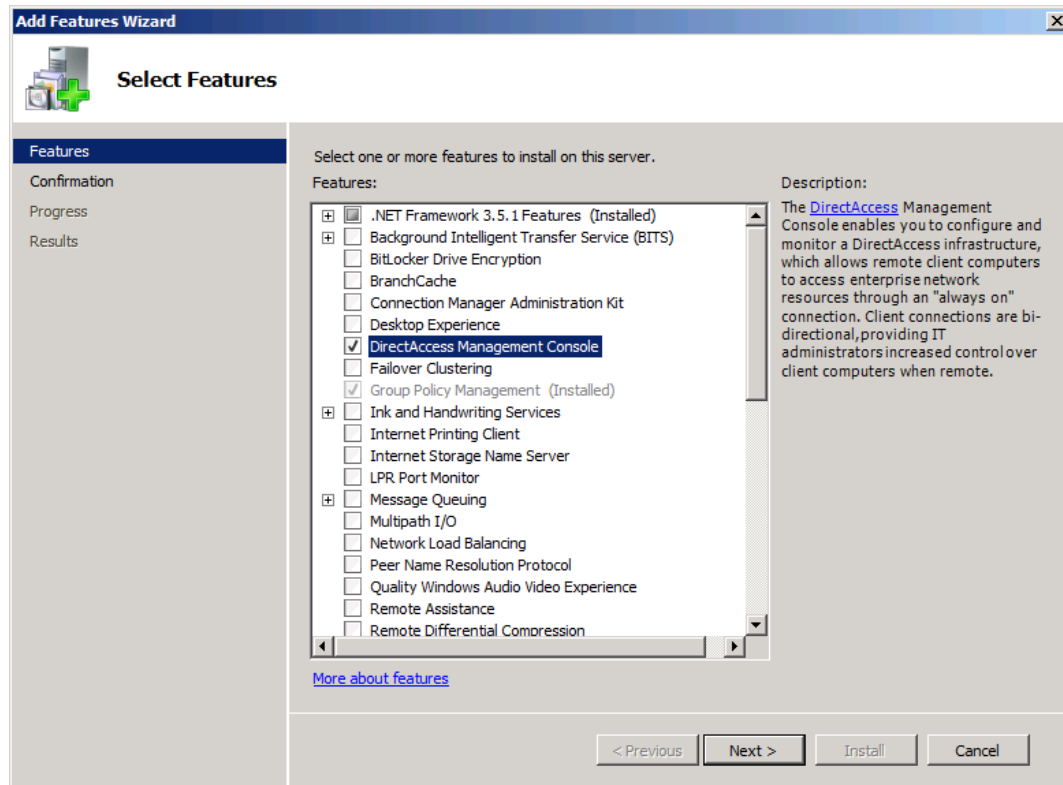 Add Features Wizard
Select Features
Features
Confirmation
Progress
Results
Select one or more features to install on this server.
Features:
.NET Framework 3.5.1 Features (Installed)
Background Intelligent Transfer Service (BITS)
BitLocker Drive Encryption
BranchCache
Connection Manager Administration Kit
Desktop Experience
DirectAccess Management Console
Failover Clustering
Group Policy Management (Installed)
Ink and Handwriting Services
Internet Printing Client
Internet Storage Name Server
LPR Port Monitor
Message Queuing
Multipath I/O
Network Load Balancing
Peer Name Resolution Protocol
Quality Windows Audio Video Experience
Remote Assistance
Remote Differential Compression
More about features
Description:
The DirectAccess Management
Console enables you to configure and
monitor a DirectAccess infrastructure,
which allows remote client computers
to access enterprise network
resources through an "always on"
connection. Client connections are bi-
directional, providing IT
administrators increased control over
client computers when remote.
< Previous
Next >
Install
Cancel